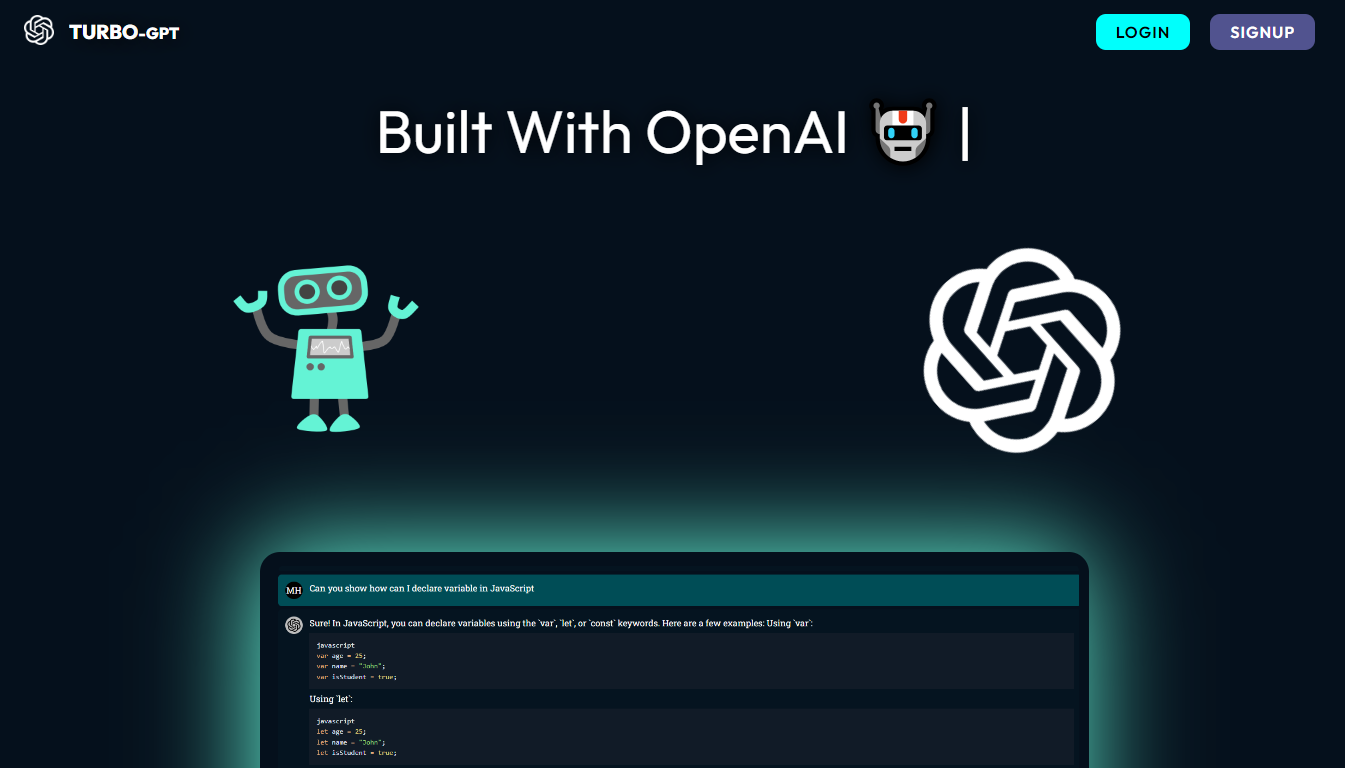 TURBO-GPT
LOGIN
SIGNUP
Built With OpenAI 🤖 |
MH
Can you show how can I declare variable in JavaScript
Sure! In JavaScript, you can declare variables using the `var`, `let`, or `const` keywords. Here are a few examples: Using `var`:
javascript
var age = 25;
var name = "John";
var isStudent = true;
Using `let`:
javascript
let age = 25;
let name = "John";
let isStudent = true;